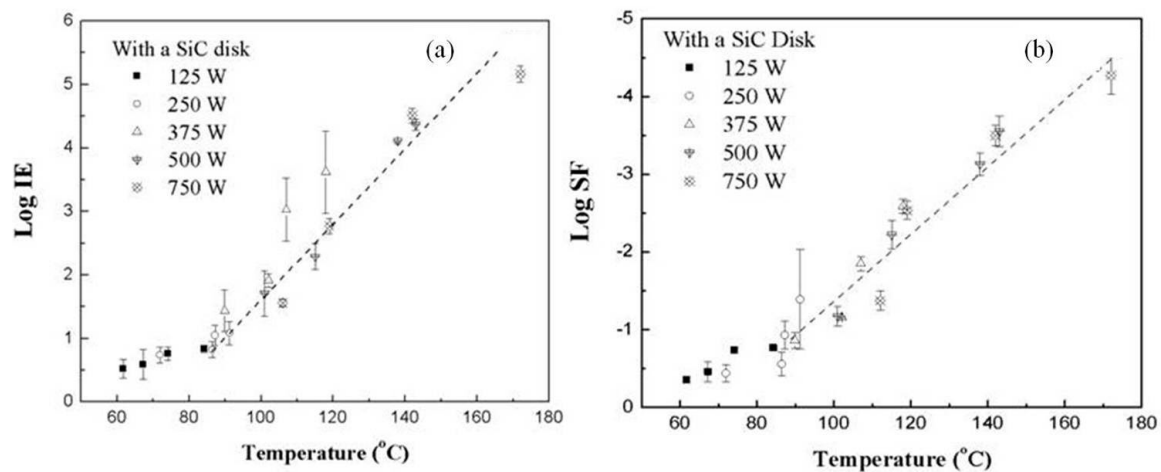 6
5
4
3
2
1
0
Log IE
With a SiC disk
125 W
250 W
375 W
500 W
750 W
(a)
60 80 100 120 140 160 180
Temperature (°C)
-5
-4
-3
-2
-1
0
Log SF
With a SiC Disk
125 W
250 W
375 W
500 W
750 W
(b)
60 80 100 120 140 160 180
Temperature (°C)